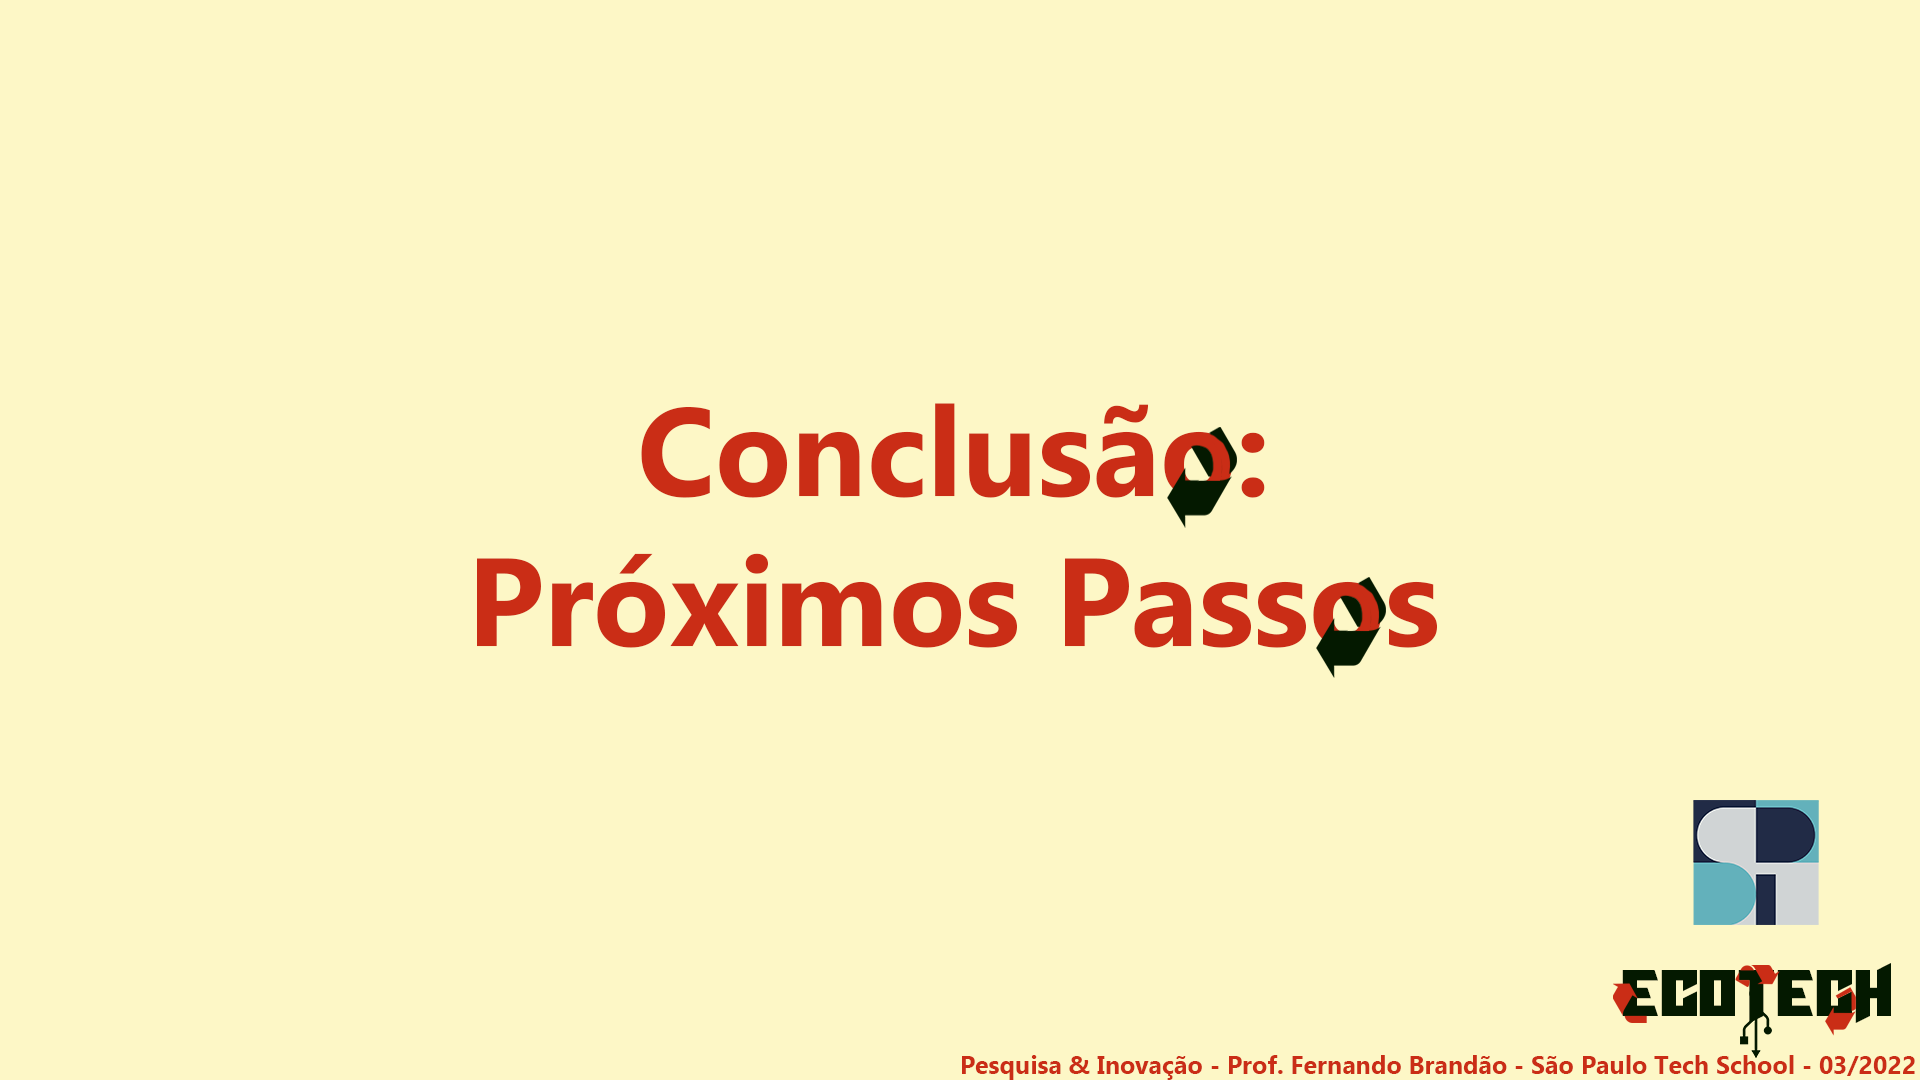 Conclusão:
Próximos Passos
ECOTECH
Pesquisa & Inovação - Prof. Fernando Brandão - São Paulo Tech School - 03/2022